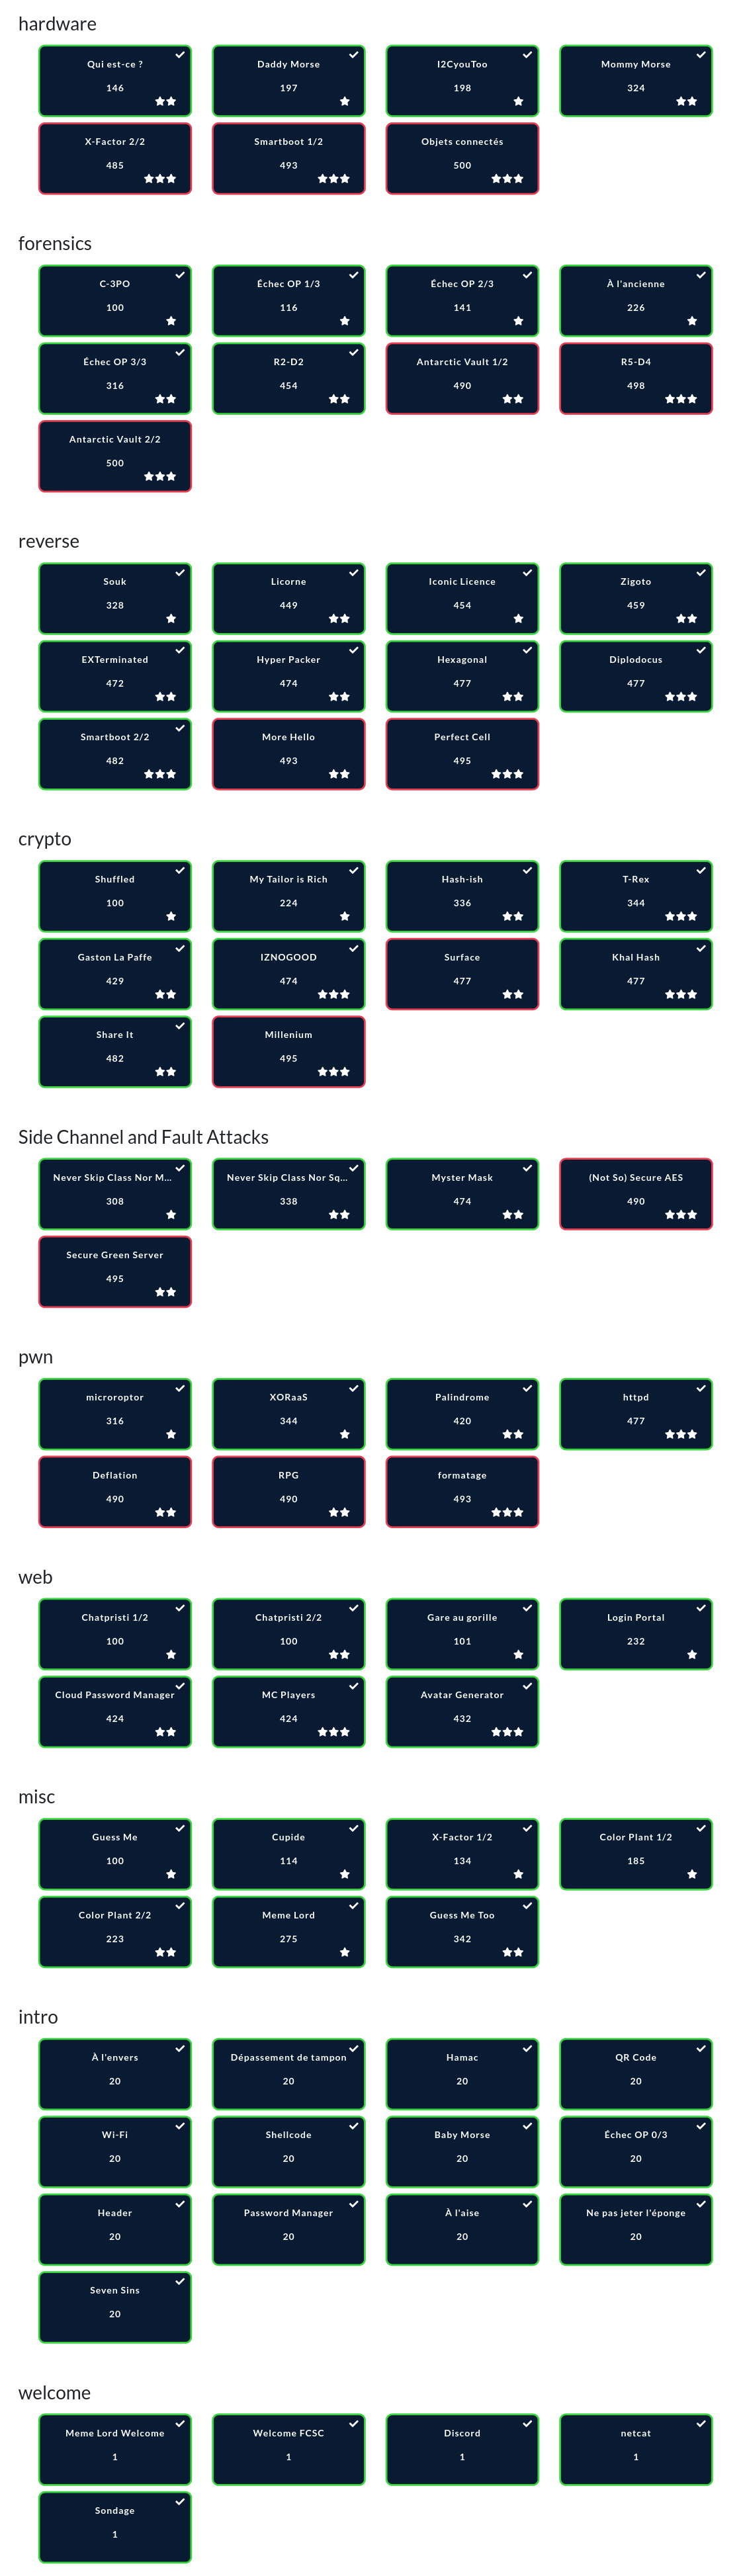 hardware
Qui est-ce ?
146
Daddy Morse
197
I2CyouToo
198
Mommy Morse
324
X-Factor 2/2
485
Smartboot 1/2
493
Objets connectés
500
forensics
C-3PO
100
Échec OP 1/3
116
Échec OP 2/3
141
À l'ancienne
226
Échec OP 3/3
316
R2-D2
454
Antarctic Vault 1/2
490
R5-D4
498
Antarctic Vault 2/2
500
reverse
Souk
328
Licorne
449
Iconic Licence
454
Zigoto
459
EXTerminated
472
Hyper Packer
474
Hexagonal
477
Diplodocus
477
Smartboot 2/2
482
More Hello
493
Perfect Cell
495
crypto
Shuffled
100
My Tailor is Rich
224
Hash-ish
336
T-Rex
344
Gaston La Paffe
429
IZNOGOOD
474
Surface
477
Khal Hash
477
Share It
482
Millenium
495
Side Channel and Fault Attacks
Never Skip Class Nor M...
308
Never Skip Class Nor Sq...
338
Myster Mask
474
(Not So) Secure AES
490
Secure Green Server
495
pwn
microroptor
316
XORaaS
344
Palindrome
420
httpd
477
Deflation
490
RPG
490
formatage
493
web
Chatpristi 1/2
100
Chatpristi 2/2
100
Gare au gorille
101
Login Portal
232
Cloud Password Manager
424
MC Players
424
Avatar Generator
432
misc
Guess Me
100
Cupide
114
X-Factor 1/2
134
Color Plant 1/2
185
Color Plant 2/2
223
Meme Lord
275
Guess Me Too
342
intro
À l'envers
20
Dépassement de tampon
20
Hamac
20
QR Code
20
Wi-Fi
20
Shellcode
20
Baby Morse
20
Échec OP 0/3
20
Header
20
Password Manager
20
À l'aise
20
Ne pas jeter l'éponge
20
Seven Sins
20
welcome
Meme Lord Welcome
1
Welcome FCSC
1
Discord
1
netcat
1
Sondage
1